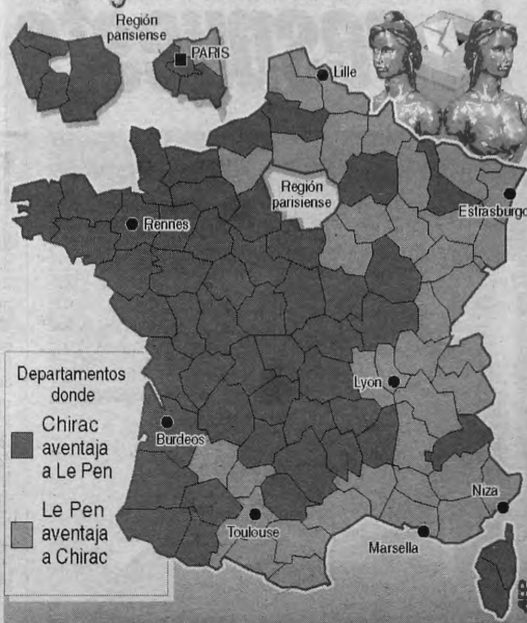 Región
parisiense
PARIS
Lille
Región
parisiense
Estrasburgo
Rennes
Departamentos
donde
Chirac
aventaja
a Le Pen
Le Pen
aventaja
a Chirac
Lyon
Burdeos
Toulouse
Niza
Marsella
AFP